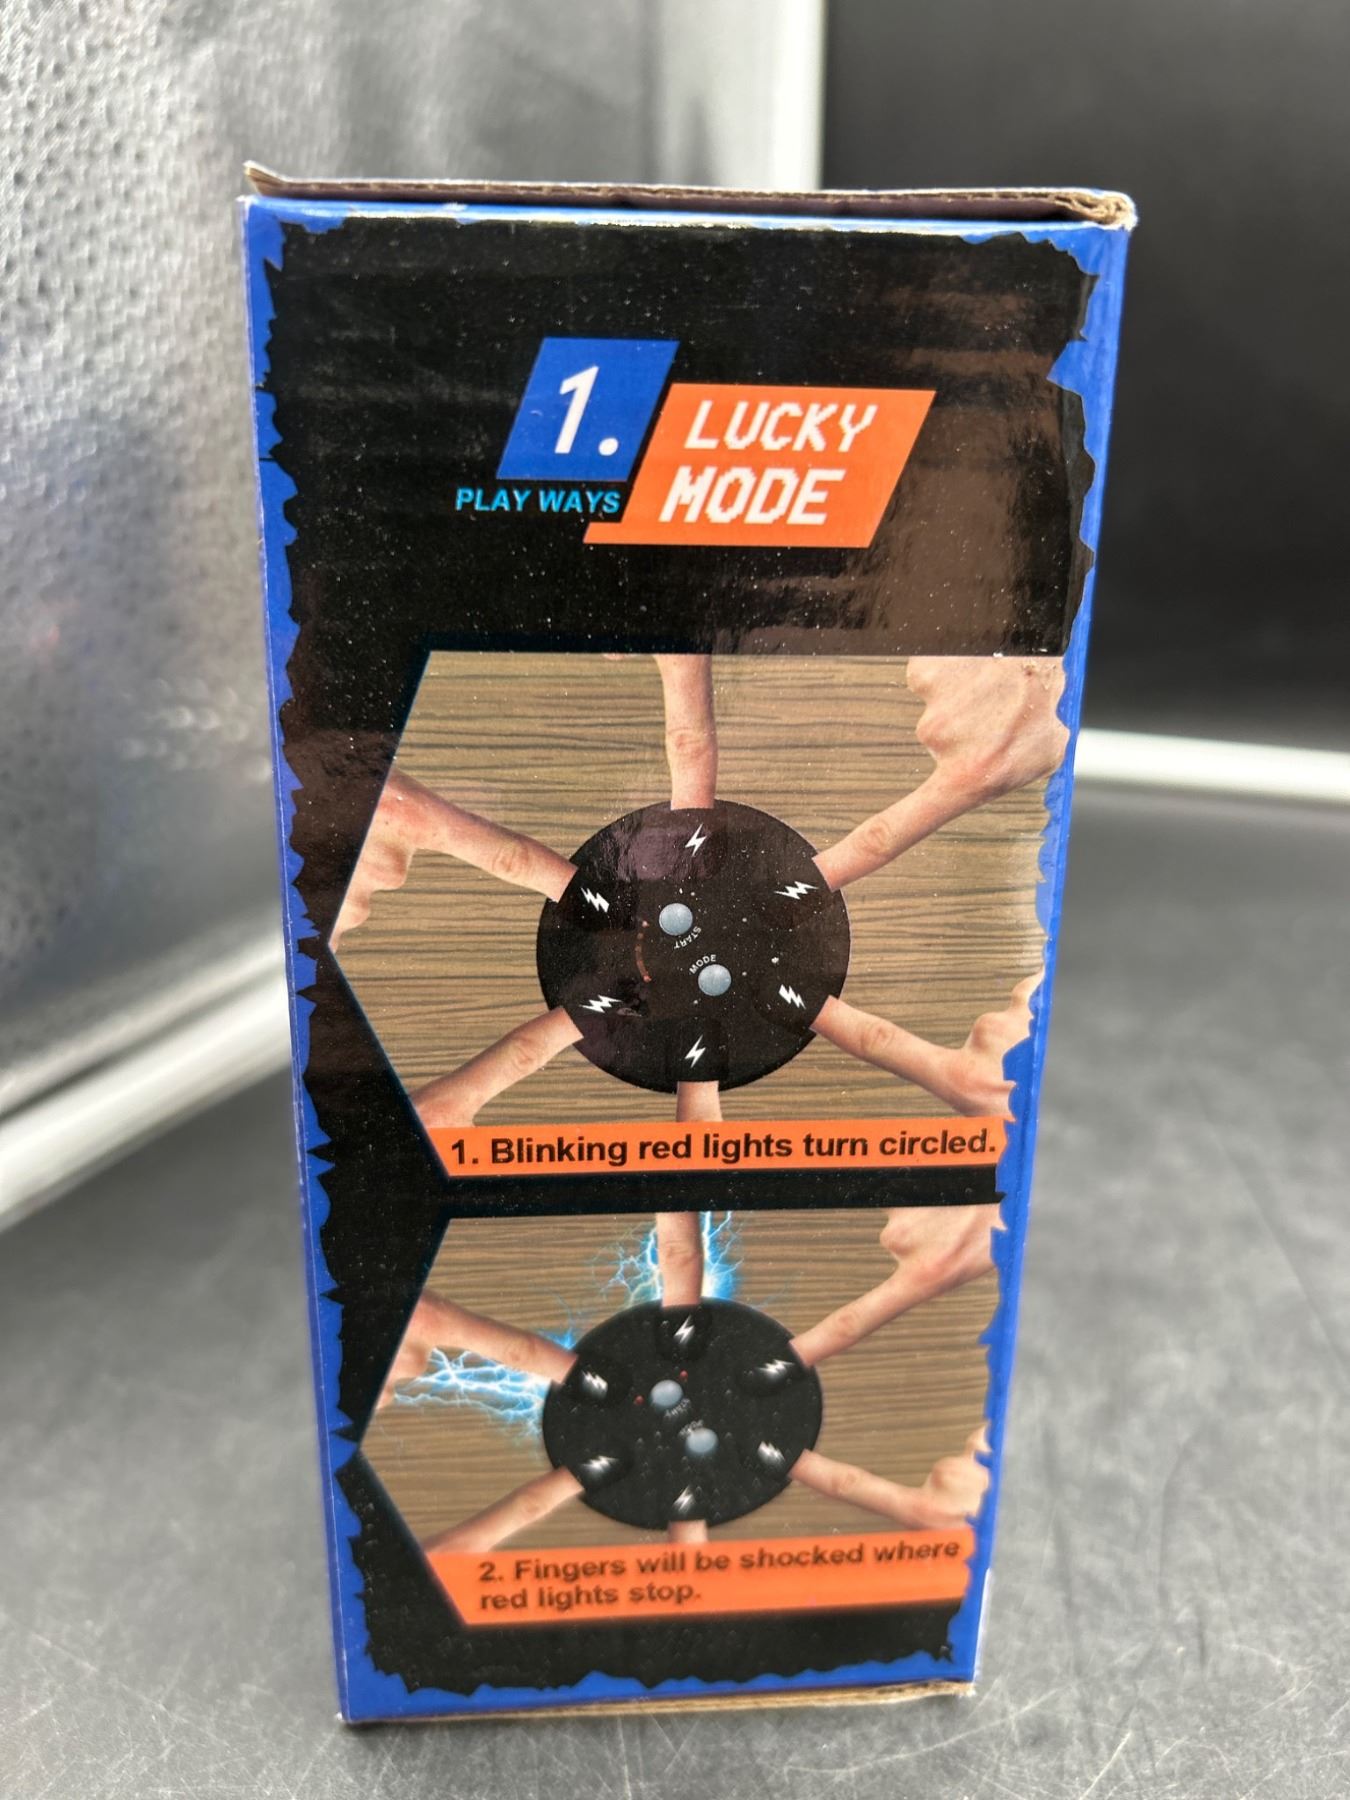 1.
PLAY WAYS
LUCKY
MODE
START
MODE
1. Blinking red lights turn circled.
2. Fingers will be shocked where
red lights stop.